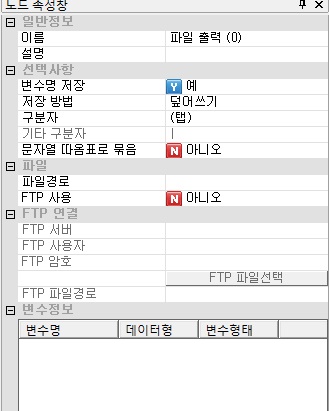 노드 속성창
일반정보
이름 파일 출력 (0)
설명
선택사항
변수명 저장 Y 예
저장 방법 덮어쓰기
구분자 (탭)
기타 구분자 |
문자열 따옴표로 묶음 N 아니오
파일
파일경로
FTP 사용 N 아니오
FTP 연결
FTP 서버
FTP 사용자
FTP 암호
FTP 파일선택
FTP 파일경로
변수정보
변수명 데이터형 변수형태